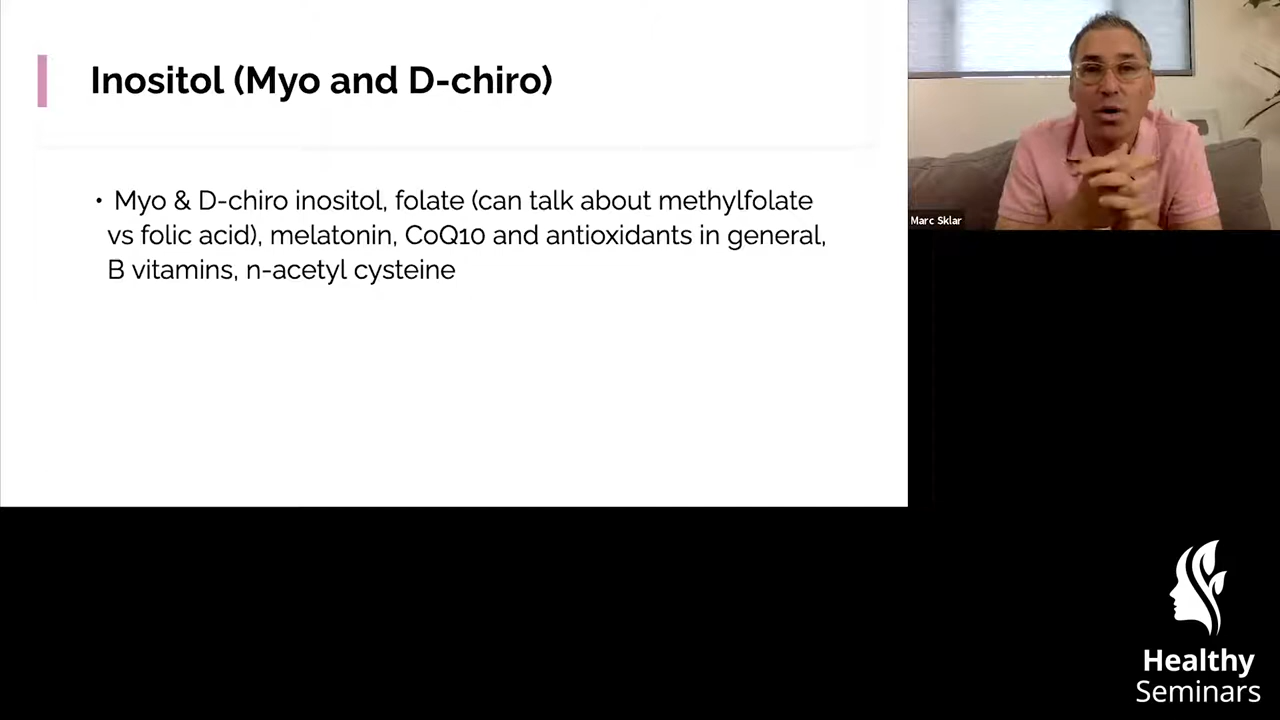 Inositol (Myo and D-chiro)
• Myo & D-chiro inositol, folate (can talk about methylfolate
vs folic acid), melatonin, CoQ10 and antioxidants in general,
B vitamins, n-acetyl cysteine
Marc Sklar
Healthy
Seminars